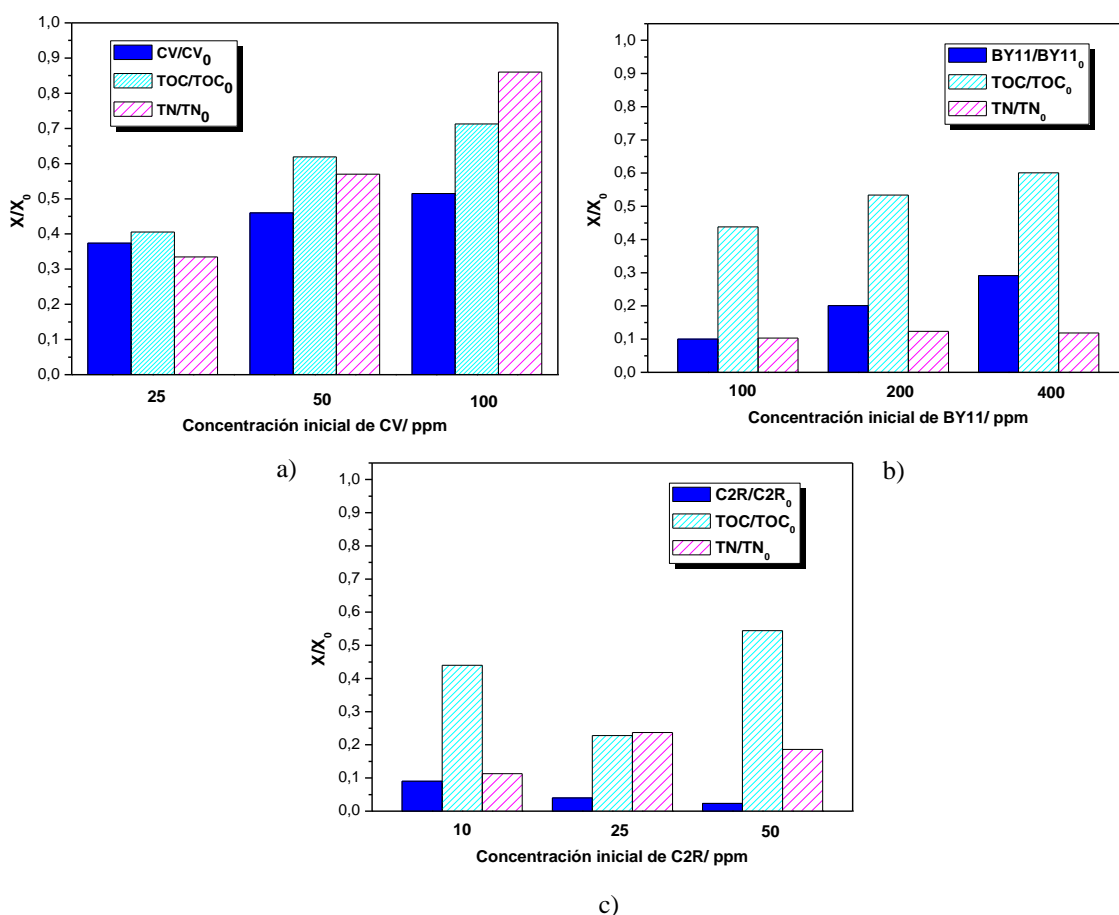 1,0
0,9
0,8
0,7
0,6
0,5
0,4
0,3
0,2
0,1
0,0
X/X0
CV/CV0
TOC/TOC0
TN/TN0
25 50 100
Concentración inicial de CV/ ppm
a)
1,0
0,9
0,8
0,7
0,6
0,5
0,4
0,3
0,2
0,1
0,0
X/X0
BY11/BY110
TOC/TOC0
TN/TN0
100 200 400
Concentración inicial de BY11/ ppm
b)
1,0
0,9
0,8
0,7
0,6
0,5
0,4
0,3
0,2
0,1
0,0
X/X0
C2R/C2R0
TOC/TOC0
TN/TN0
10 25 50
Concentración inicial de C2R/ ppm
c)